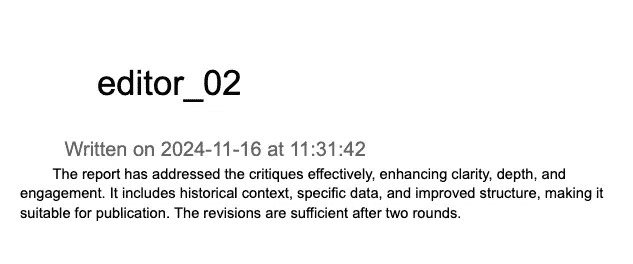 editor_02
Written on 2024-11-16 at 11:31:42
The report has addressed the critiques effectively, enhancing clarity, depth, and
engagement. It includes historical context, specific data, and improved structure, making it
suitable for publication. The revisions are sufficient after two rounds.